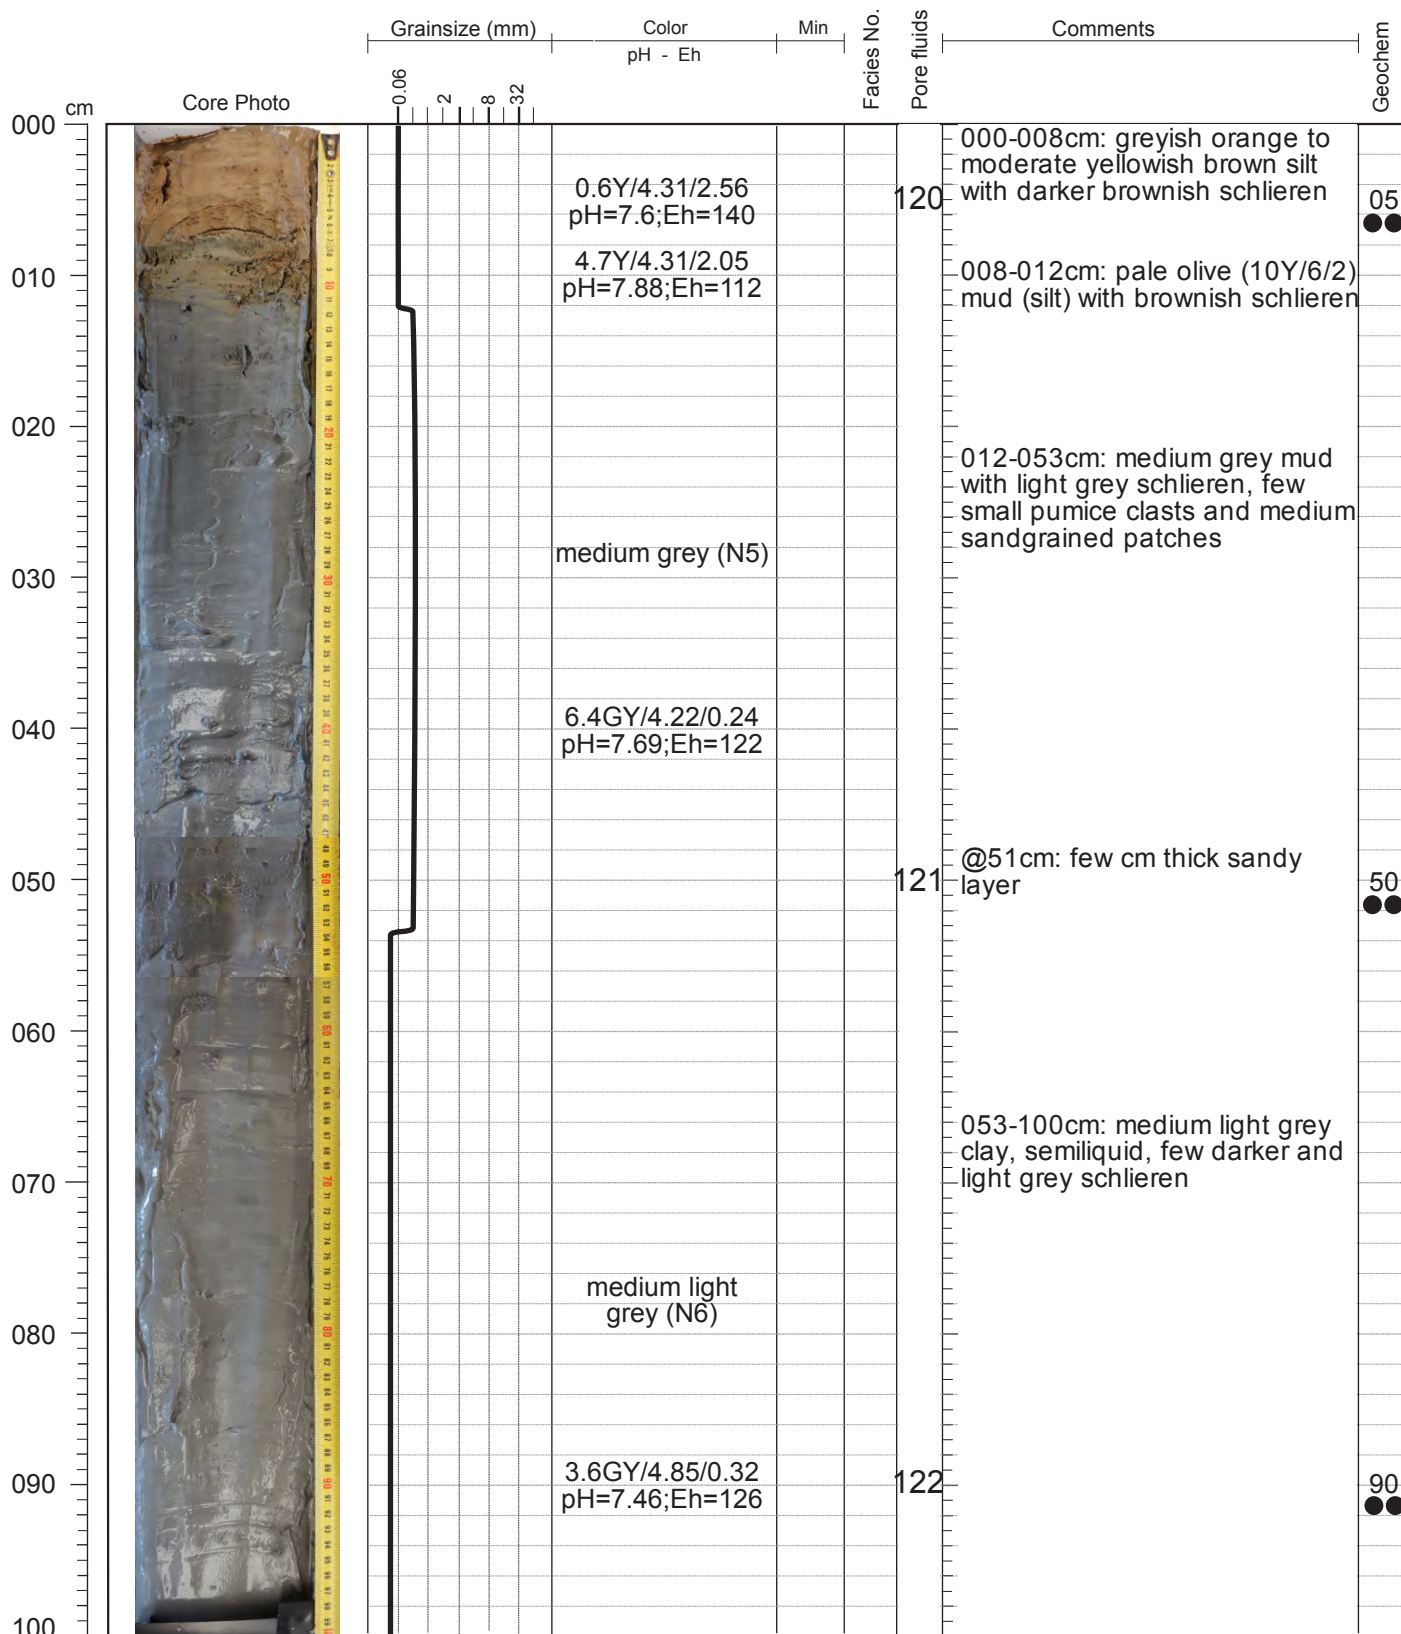 Grainsize (mm)
Color
Min
Facies No.
Pore fluids
Comments
Geochem
pH - Eh
cm
Core Photo
0.06
2
8
32
000
010
020
030
040
050
060
070
080
090
100
0.6Y/4.31/2.56
pH=7.6;Eh=140
4.7Y/4.31/2.05
pH=7.88;Eh=112
medium grey (N5)
6.4GY/4.22/0.24
pH=7.69;Eh=122
medium light
grey (N6)
3.6GY/4.85/0.32
pH=7.46;Eh=126
120
121
122
000-008cm: greyish orange to
moderate yellowish brown silt
with darker brownish schlieren
008-012cm: pale olive (10Y/6/2)
mud (silt) with brownish schlieren
012-053cm: medium grey mud
with light grey schlieren, few
small pumice clasts and medium
sandgrained patches
@51cm: few cm thick sandy
layer
053-100cm: medium light grey
clay, semiliquid, few darker and
light grey schlieren
05
50
90